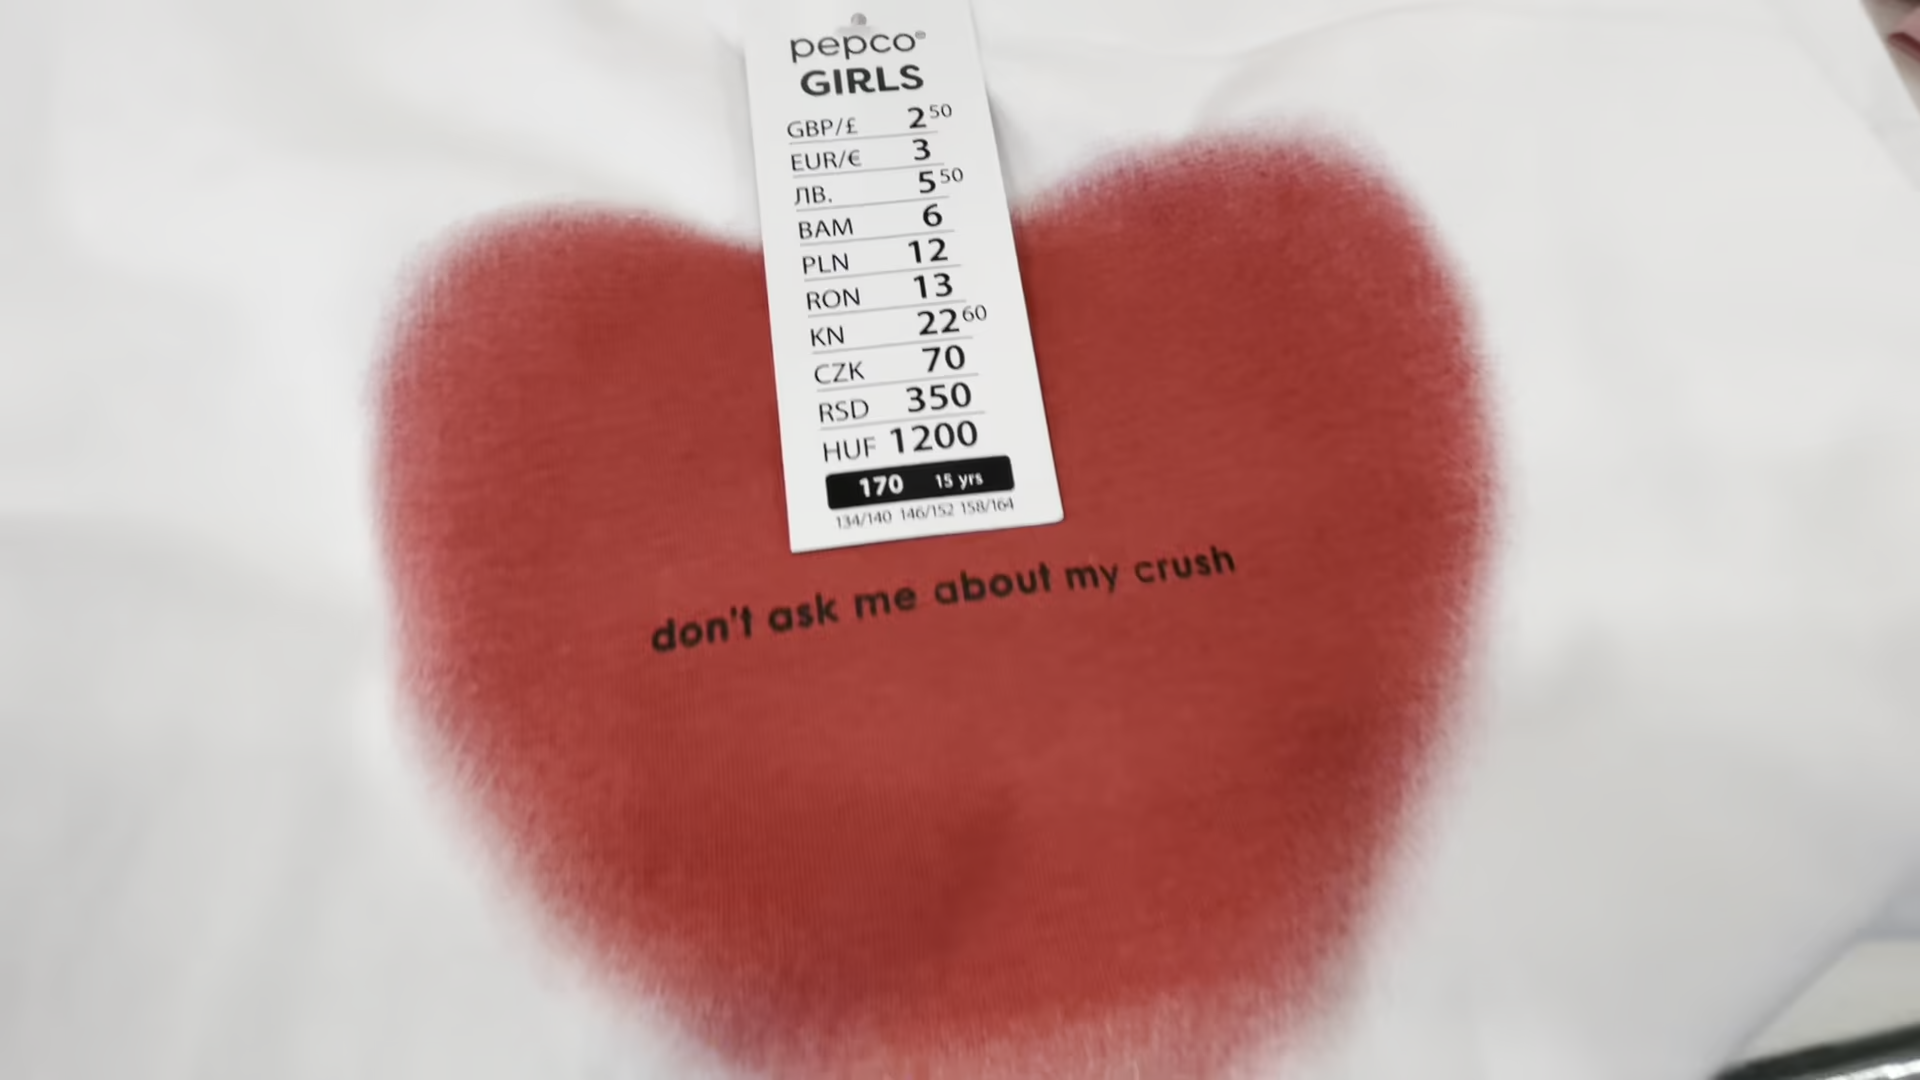 pepco®
GIRLS
GBP/£ 2 50
EUR/€ 3
ЛВ. 5 50
BAM 6
PLN 12
RON 13
KN 22 60
CZK 70
RSD 350
HUF 1200
170 15 yrs
134/140 146/152 158/164
don't ask me about my crush